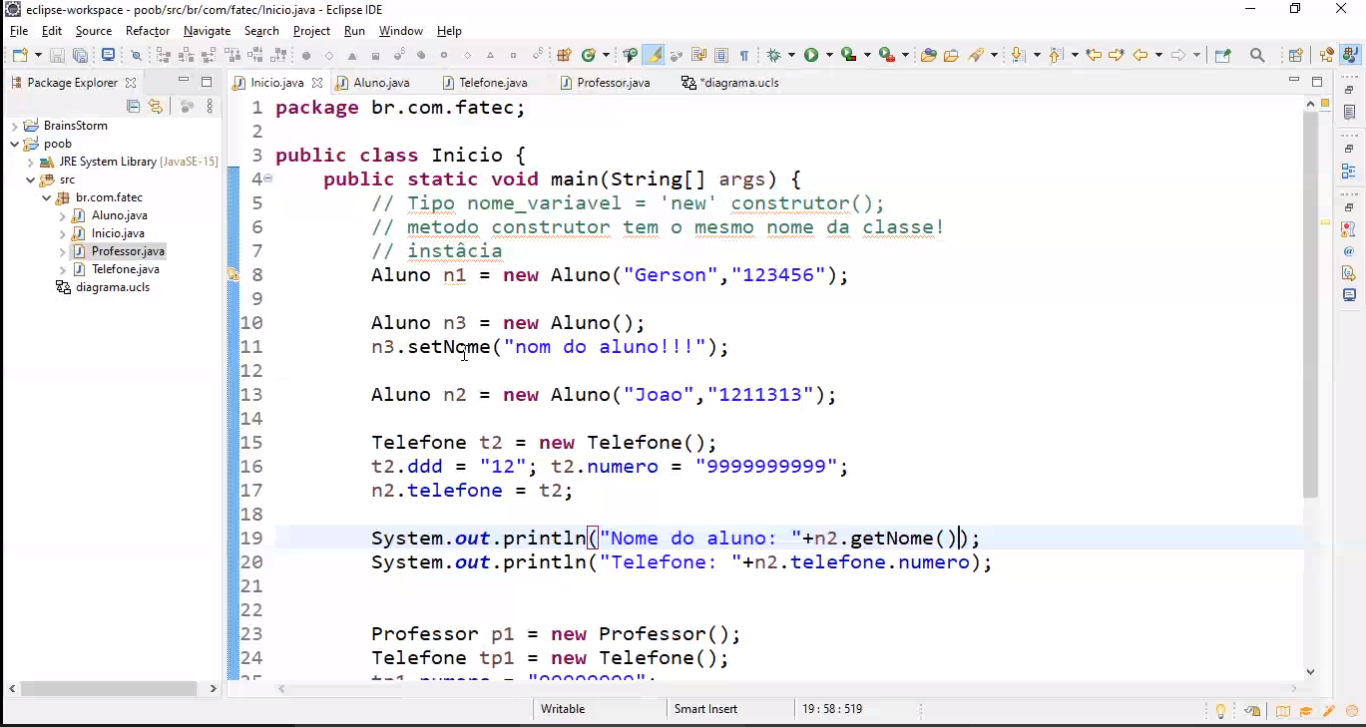 eclipse-workspace - poob/src/br/com/fatec/Inicio.java - Eclipse IDE
File Edit Source Refactor Navigate Search Project Run Window Help
Package Explorer
Inicio.java Aluno.java Telefone.java Professor.java *diagrama.ucls
BrainsStorm
poob
JRE System Library [JavaSE-15]
src
br.com.fatec
Aluno.java
Inicio.java
Professor.java
Telefone.java
diagrama.ucls
1 package br.com.fatec;
2
3 public class Inicio {
4 public static void main(String[] args) {
5 // Tipo nome_variavel = 'new' construtor();
6 // metodo construtor tem o mesmo nome da classe!
7 // instâcia
8 Aluno n1 = new Aluno("Gerson","123456");
9
10 Aluno n3 = new Aluno();
11 n3.setNome("nom do aluno!!!");
12
13 Aluno n2 = new Aluno("Joao","1211313");
14
15 Telefone t2 = new Telefone();
16 t2.ddd = "12"; t2.numero = "9999999999";
17 n2.telefone = t2;
18
19 System.out.println("Nome do aluno: "+n2.getNome());
20 System.out.println("Telefone: "+n2.telefone.numero);
21
22
23 Professor p1 = new Professor();
24 Telefone tp1 = new Telefone();
Writable Smart Insert 19 : 58 : 519